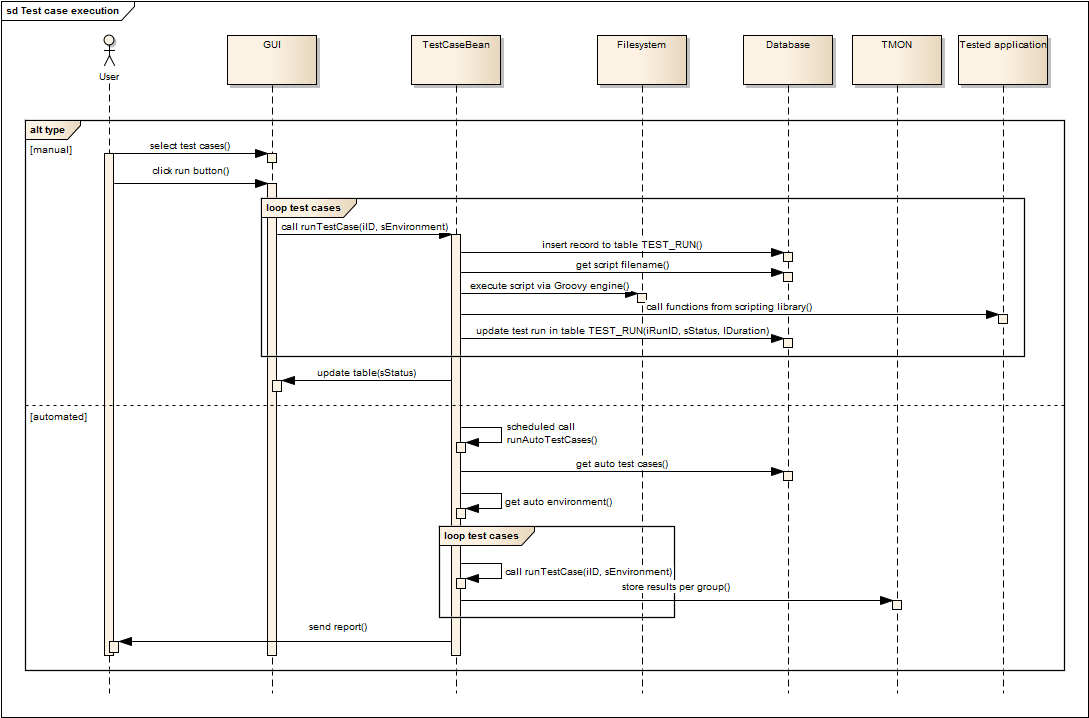 sd Test case execution
GUI
TestCaseBean
Filesystem
Database
TMON
Tested application
User
alt type
[manual]
select test cases()
click run button()
loop test cases
call runTestCase(iID, sEnvironment)
insert record to table TEST_RUN()
get script filename()
execute script via Groovy engine()
call functions from scripting library()
update test run in table TEST_RUN(iRunID, sStatus, lDuration)
update table(sStatus)
[automated]
scheduled call
runAutoTestCases()
get auto test cases()
get auto environment()
loop test cases
call runTestCase(iID, sEnvironment)
store results per group()
send report()